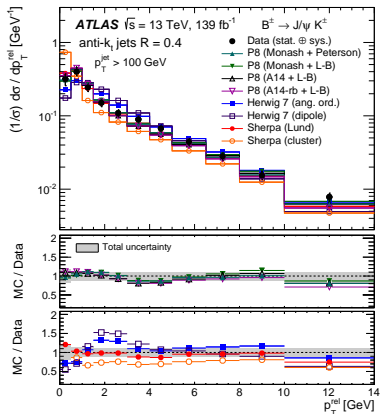 ATLAS √s = 13 TeV, 139 fb⁻¹
B± → J/ψ K±
anti-kₜ jets R = 0.4
p_T^jet > 100 GeV
Data (stat. ⊕ sys.)
P8 (Monash + Peterson)
P8 (Monash + L-B)
P8 (A14 + L-B)
P8 (A14-rb + L-B)
Herwig 7 (ang. ord.)
Herwig 7 (dipole)
Sherpa (Lund)
Sherpa (cluster)
(1/σ) dσ / dp_T^rel [GeV⁻¹]
1
10⁻¹
10⁻²
MC / Data
2
1.5
1
0.5
Total uncertainty
MC / Data
2
1.5
1
0.5
0 2 4 6 8 10 12 14
p_T^rel [GeV]